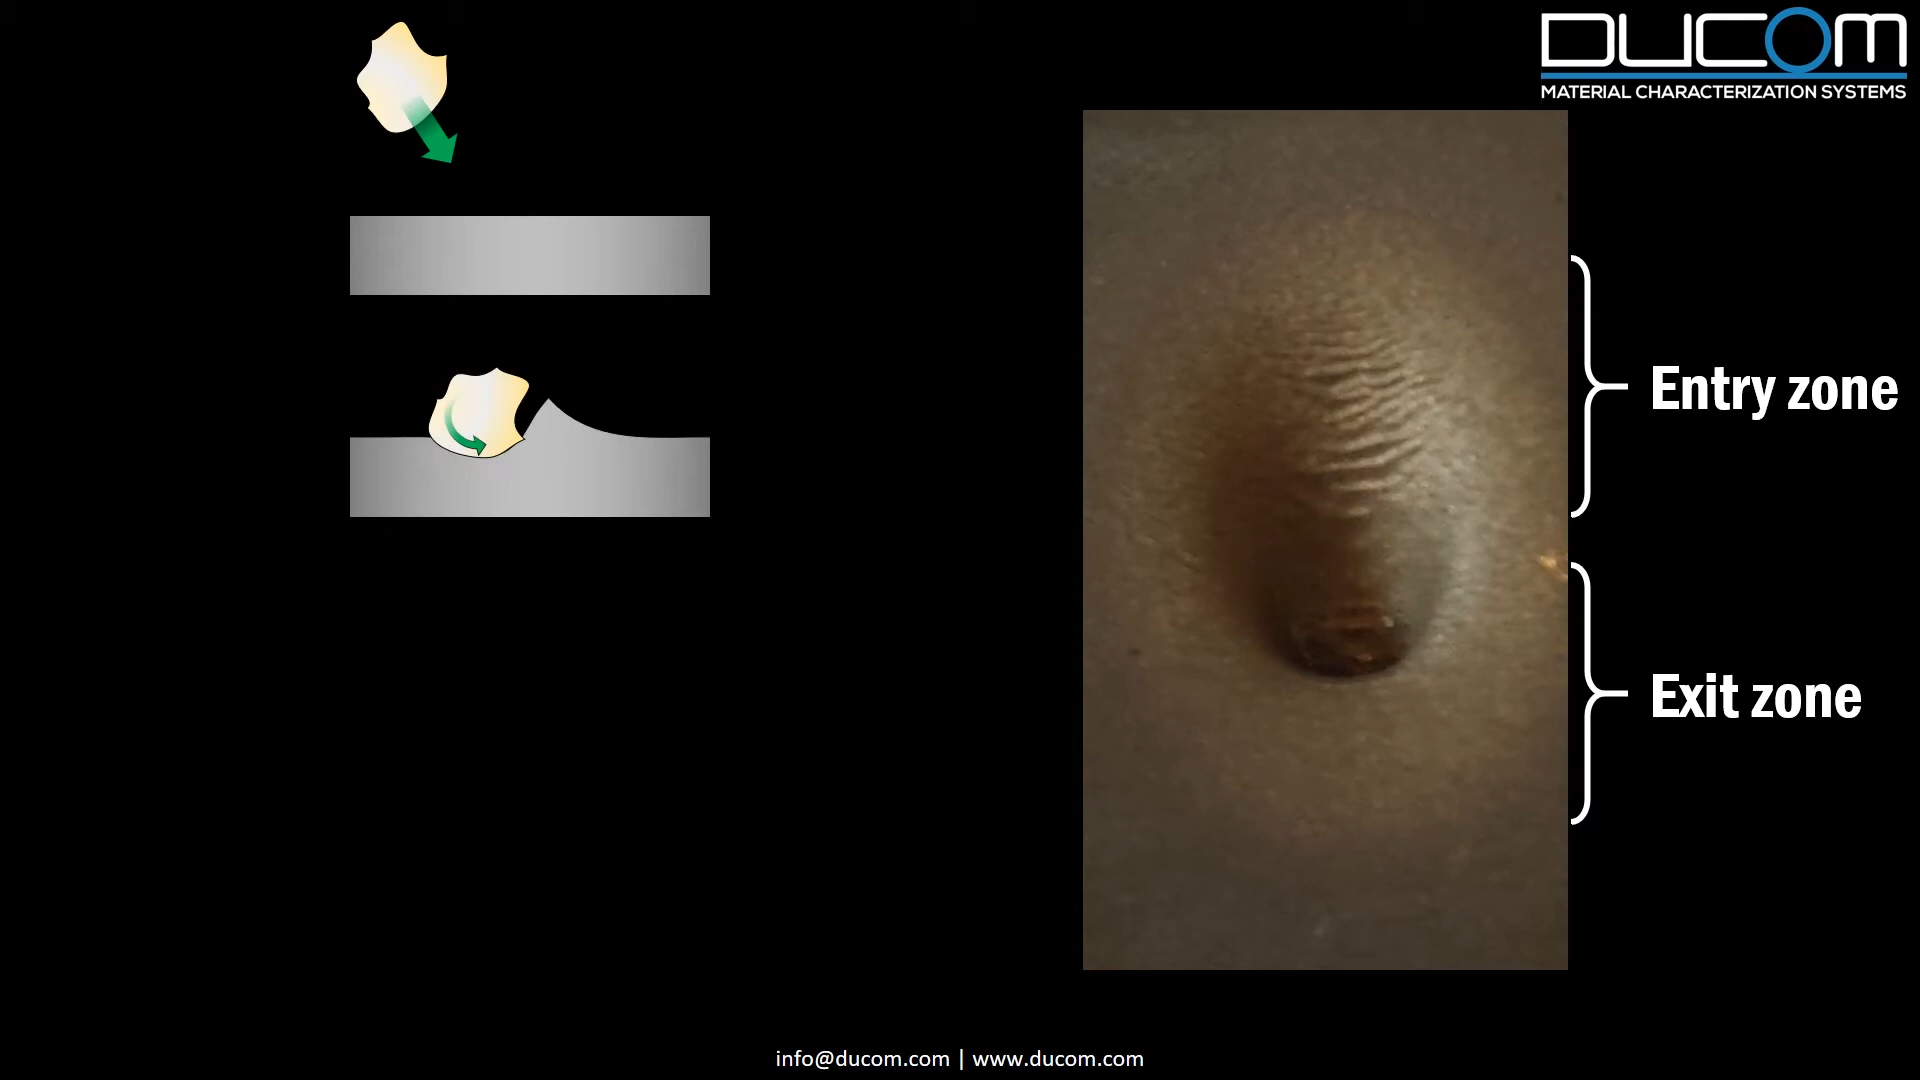 DUCOM
MATERIAL CHARACTERIZATION SYSTEMS
Entry zone
Exit zone
info@ducom.com | www.ducom.com